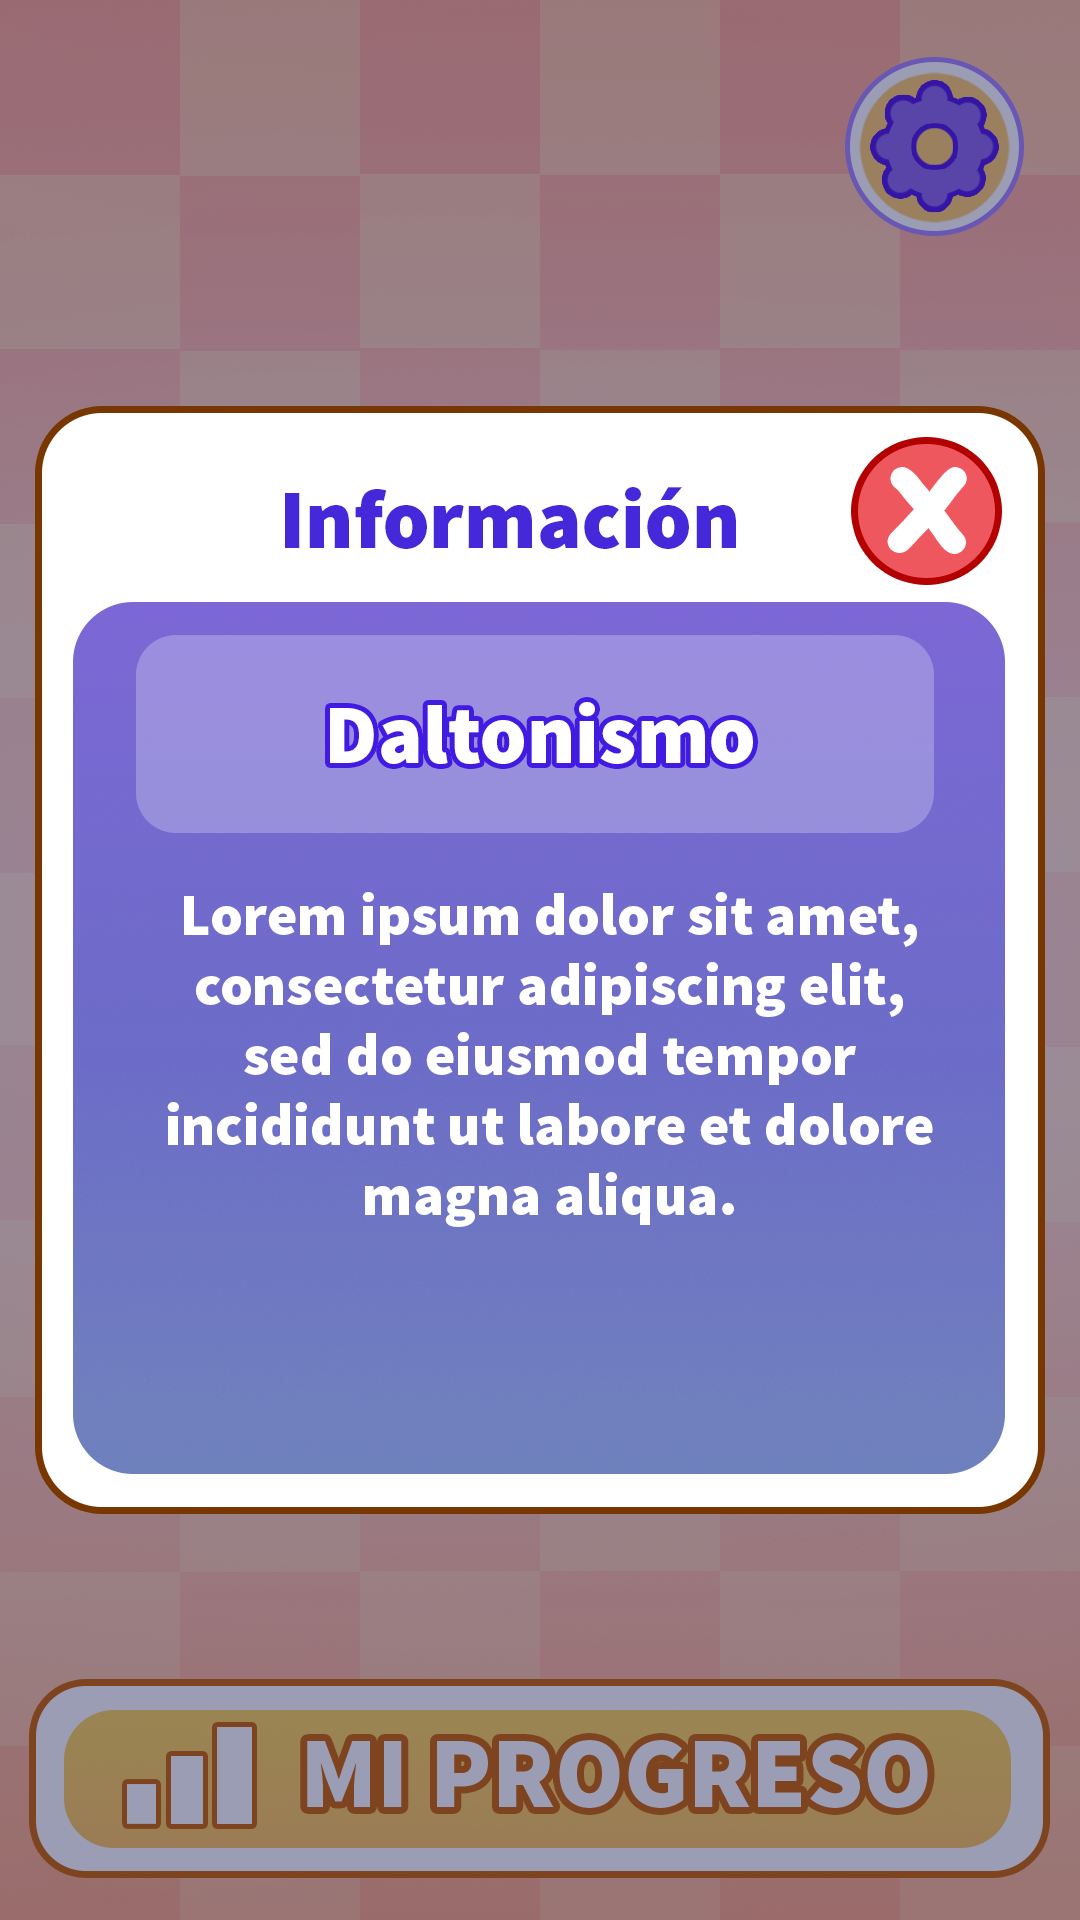 Información
Daltonismo
Lorem ipsum dolor sit amet,
consectetur adipiscing elit,
sed do eiusmod tempor
incididunt ut labore et dolore
magna aliqua.
MI PROGRESO